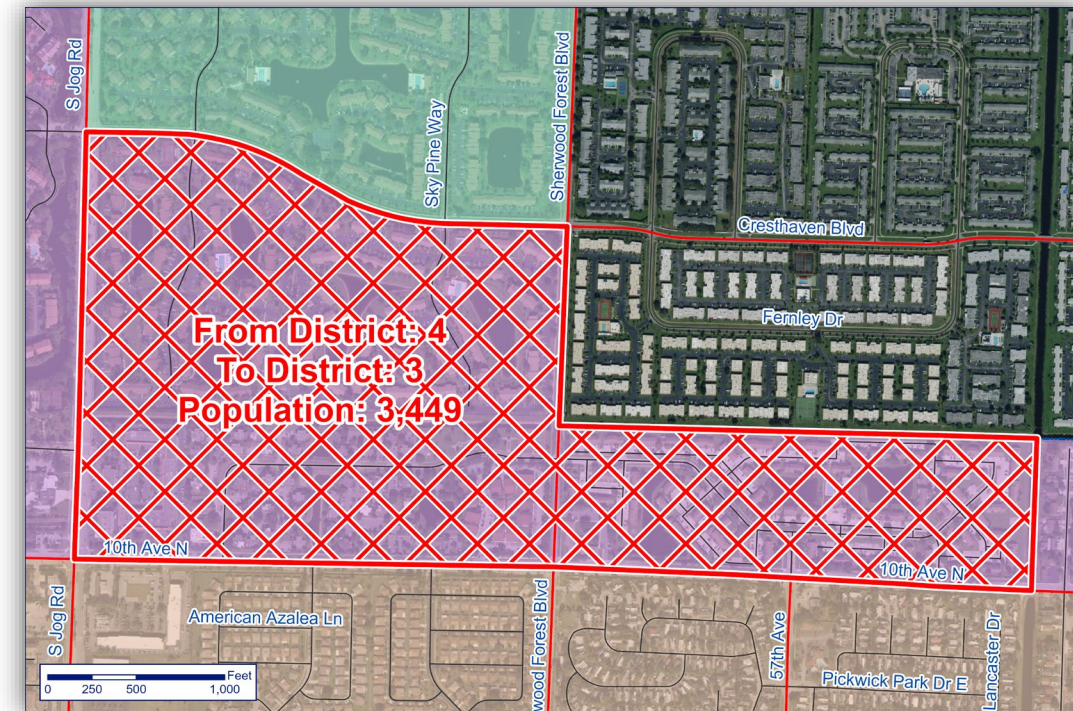 S Jog Rd
Sky Pine Way
Sherwood Forest Blvd
Cresthaven Blvd
Fernley Dr
From District: 4
To District: 3
Population: 3,449
10th Ave N
10th Ave N
S Jog Rd
American Azalea Ln
wood Forest Blvd
57th Ave
Pickwick Park Dr E
Lancaster Dr
Feet
0 250 500 1,000